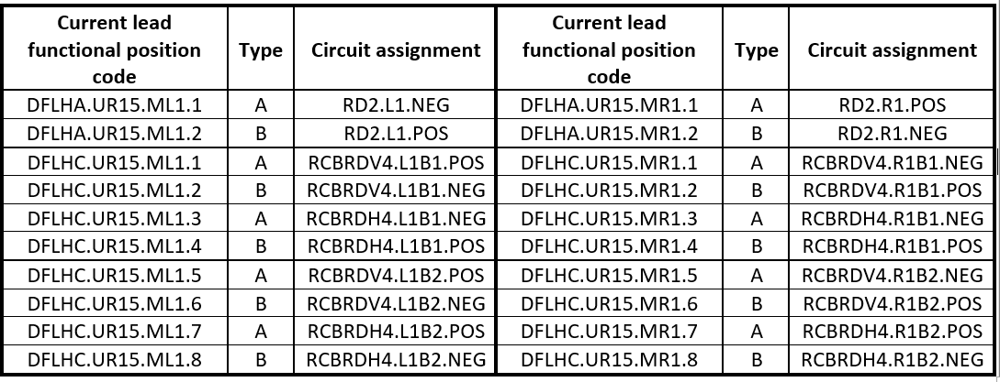 Current lead functional position code | Type | Circuit assignment | Current lead functional position code | Type | Circuit assignment
DFLHA.UR15.ML1.1 | A | RD2.L1.NEG | DFLHA.UR15.MR1.1 | A | RD2.R1.POS
DFLHA.UR15.ML1.2 | B | RD2.L1.POS | DFLHA.UR15.MR1.2 | B | RD2.R1.NEG
DFLHC.UR15.ML1.1 | A | RCBRDV4.L1B1.POS | DFLHC.UR15.MR1.1 | A | RCBRDV4.R1B1.NEG
DFLHC.UR15.ML1.2 | B | RCBRDV4.L1B1.NEG | DFLHC.UR15.MR1.2 | B | RCBRDV4.R1B1.POS
DFLHC.UR15.ML1.3 | A | RCBRDH4.L1B1.NEG | DFLHC.UR15.MR1.3 | A | RCBRDH4.R1B1.NEG
DFLHC.UR15.ML1.4 | B | RCBRDH4.L1B1.POS | DFLHC.UR15.MR1.4 | B | RCBRDH4.R1B1.POS
DFLHC.UR15.ML1.5 | A | RCBRDV4.L1B2.POS | DFLHC.UR15.MR1.5 | A | RCBRDV4.R1B2.NEG
DFLHC.UR15.ML1.6 | B | RCBRDV4.L1B2.NEG | DFLHC.UR15.MR1.6 | B | RCBRDV4.R1B2.POS
DFLHC.UR15.ML1.7 | A | RCBRDH4.L1B2.POS | DFLHC.UR15.MR1.7 | A | RCBRDH4.R1B2.POS
DFLHC.UR15.ML1.8 | B | RCBRDH4.L1B2.NEG | DFLHC.UR15.MR1.8 | B | RCBRDH4.R1B2.NEG